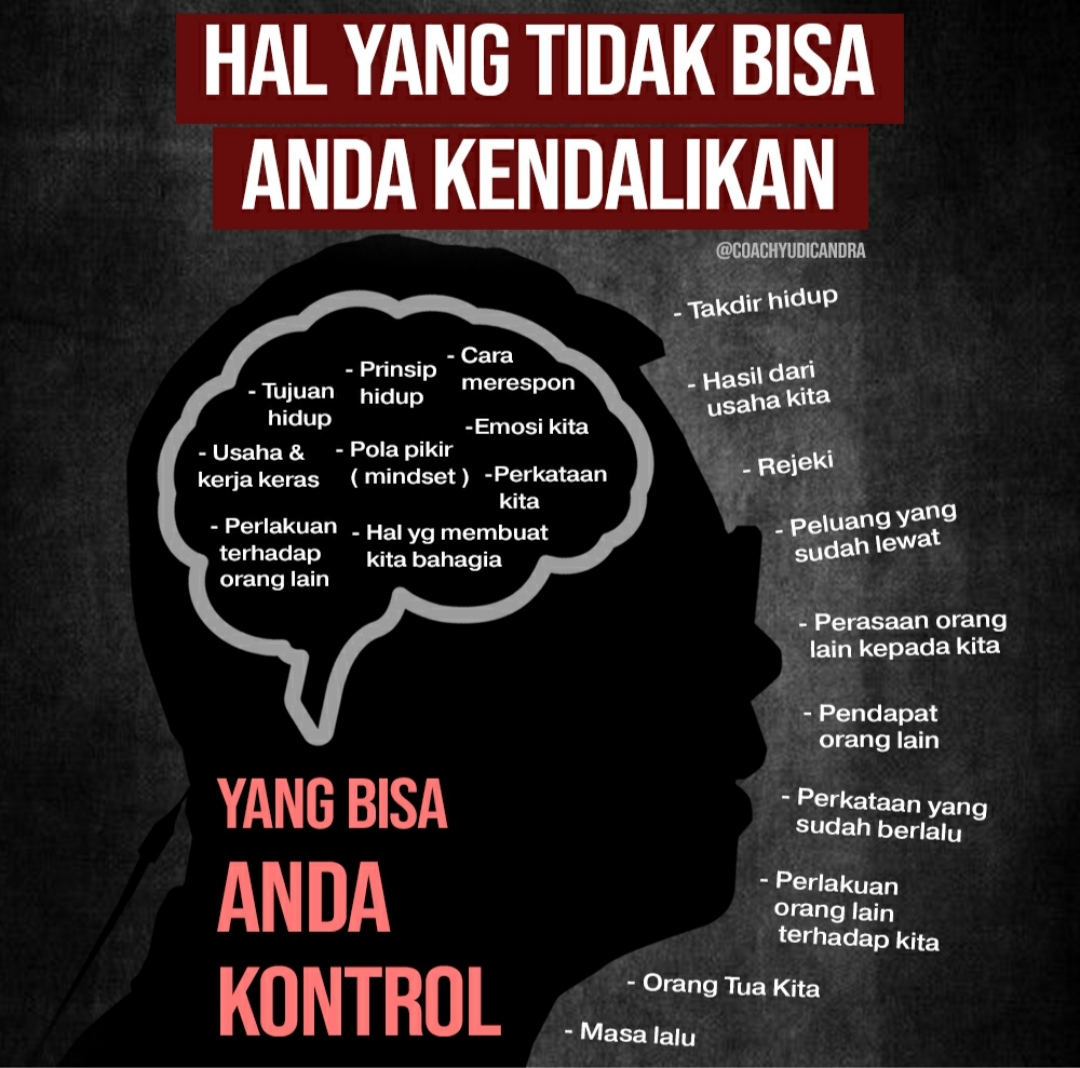 HAL YANG TIDAK BISA
ANDA KENDALIKAN
@COACHYUDICANDRA
- Takdir hidup
- Hasil dari
usaha kita
- Rejeki
- Peluang yang
sudah lewat
- Perasaan orang
lain kepada kita
- Pendapat
orang lain
- Perkataan yang
sudah berlalu
- Perlakuan
orang lain
terhadap kita
- Orang Tua Kita
- Masa lalu
- Tujuan
hidup
- Prinsip
hidup
- Cara
merespon
-Emosi kita
- Usaha &
kerja keras
- Pola pikir
( mindset )
-Perkataan
kita
- Perlakuan
terhadap
orang lain
- Hal yg membuat
kita bahagia
YANG BISA
ANDA
KONTROL